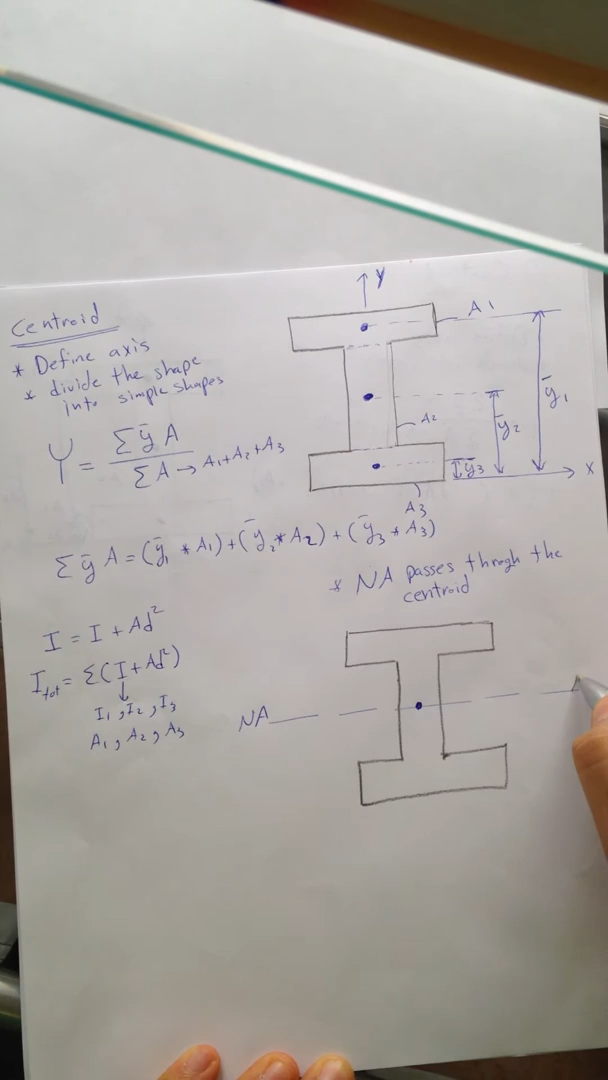 Centroid
* Define axis
* divide the shape
into simple shapes
Y = Σ ȳ A / Σ A → A1+A2+A3
Y
A1
ȳ1
A2
ȳ2
ȳ3
X
A3
Σ ȳ A = (ȳ1 * A1) + (ȳ2 * A2) + (ȳ3 * A3)
* NA passes throgh the
centroid
I = I + Ad²
Itot = Σ(I + Ad²)
↓
I1, I2, I3
A1, A2, A3
NA